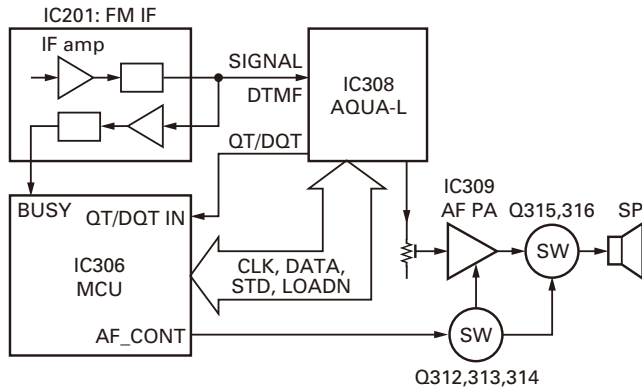 IC201: FM IF
IF amp
SIGNAL
DTMF
QT/DQT
IC308
AQUA-L
BUSY
QT/DQT IN
IC306
MCU
AF_CONT
CLK, DATA,
STD, LOADN
IC309
AF PA
Q315,316
SP
SW
SW
Q312,313,314